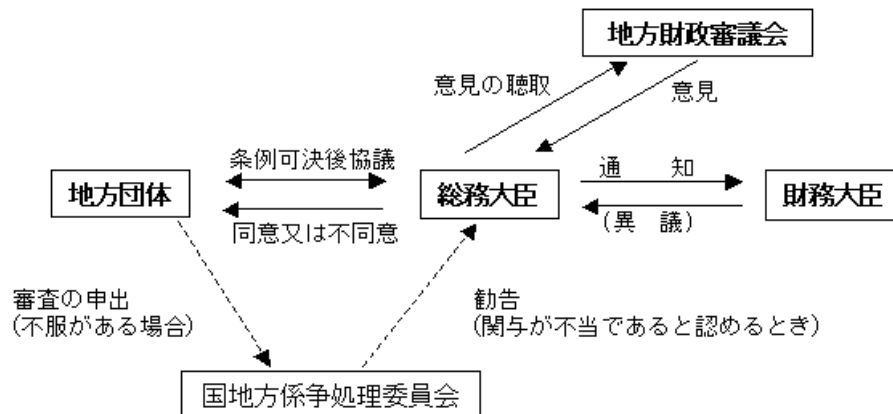 地方財政審議会
意見の聴取
意見
条例可決後協議
通　　知
地方団体
総務大臣
財務大臣
同意又は不同意
(異　議)
審査の申出
(不服がある場合)
勧告
(関与が不当であると認めるとき)
国地方係争処理委員会